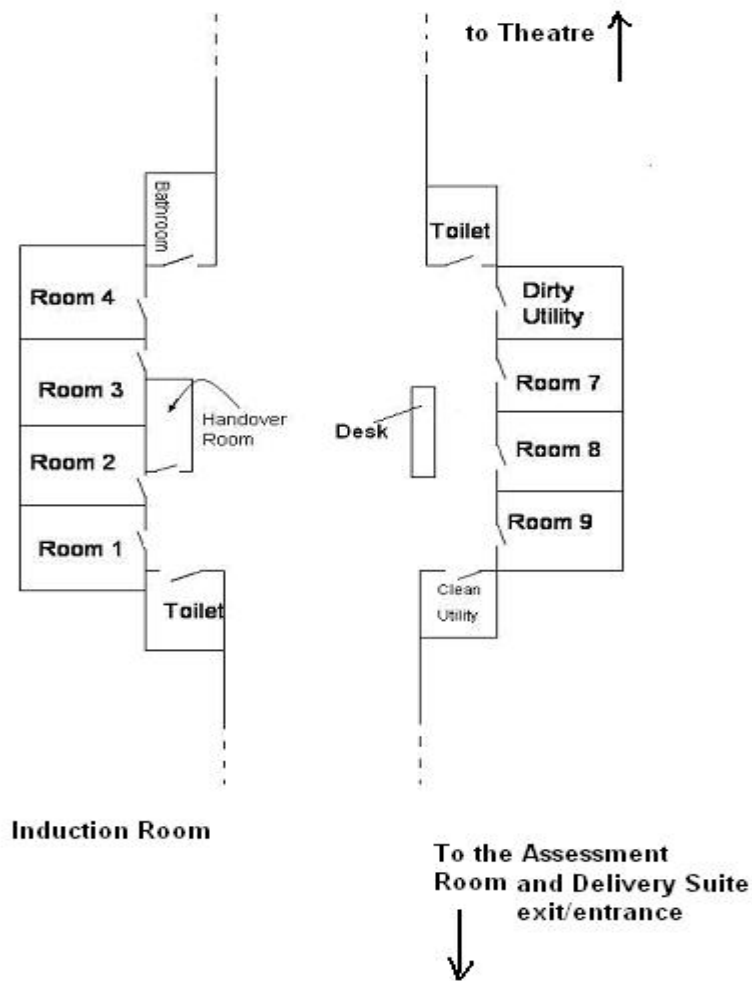 to Theatre
Bathroom
Toilet
Room 4
Dirty
Utility
Room 3
Room 7
Handover
Room
Desk
Room 2
Room 8
Room 1
Room 9
Toilet
Clean
Utility
Induction Room
To the Assessment
Room and Delivery Suite
exit/entrance